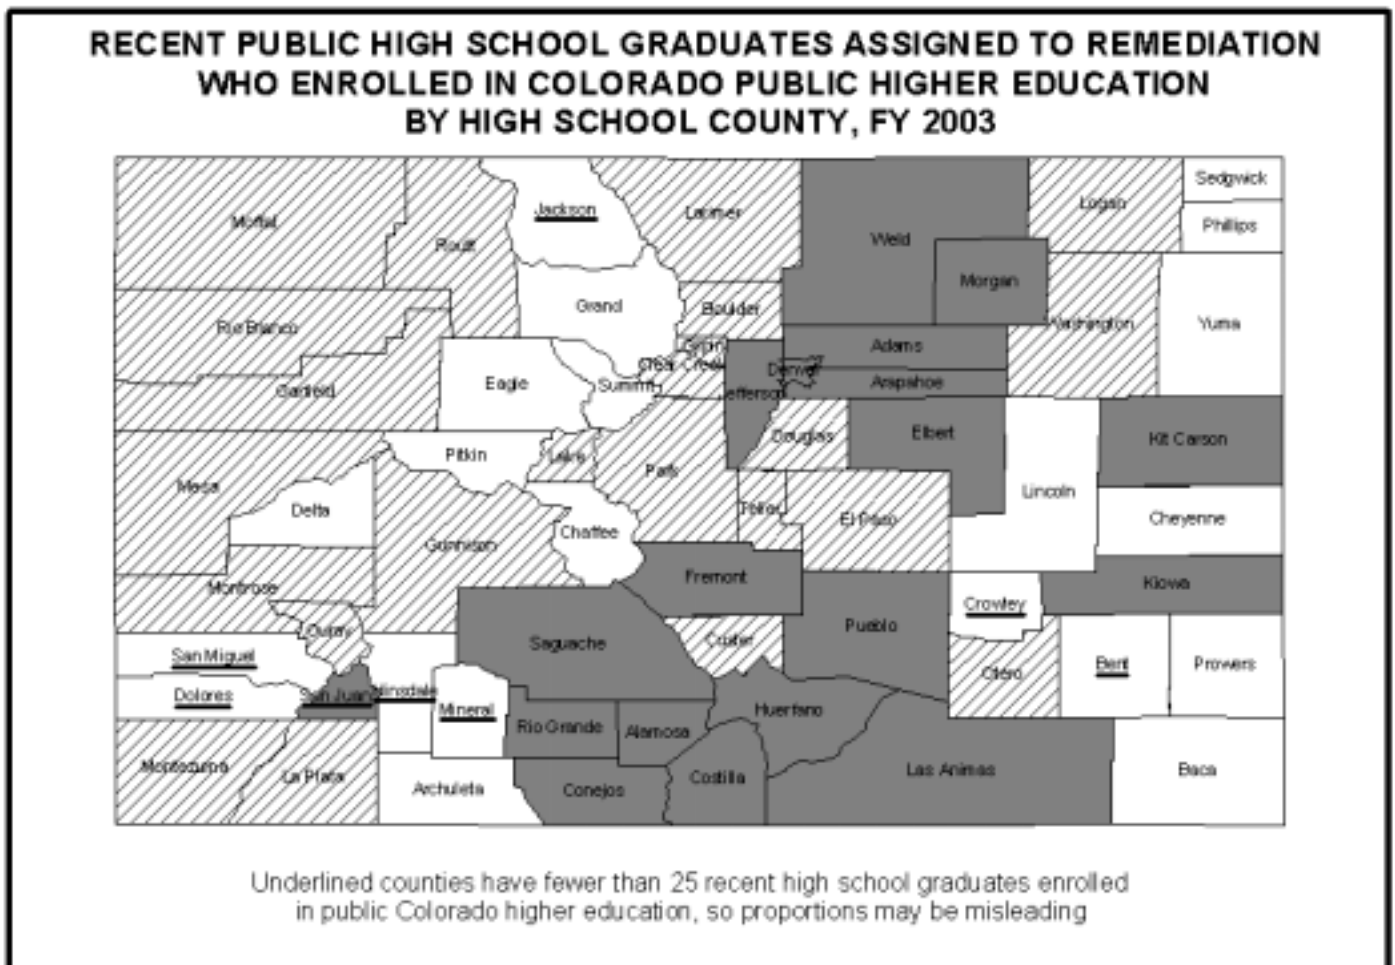 RECENT PUBLIC HIGH SCHOOL GRADUATES ASSIGNED TO REMEDIATION
WHO ENROLLED IN COLORADO PUBLIC HIGHER EDUCATION
BY HIGH SCHOOL COUNTY, FY 2003
Sedgwick
Moffat
Jackson
Larimer
Logan
Routt
Weld
Phillips
Morgan
Grand
Boulder
Rio Blanco
Washington
Yuma
Gilpin
Adams
Clear Creek
Denver
Garfield
Eagle
Summit
Jefferson
Arapahoe
Elbert
Kit Carson
Douglas
Pitkin
Lake
Park
Mesa
Lincoln
Delta
Teller
El Paso
Cheyenne
Chaffee
Gunnison
Fremont
Kiowa
Montrose
Crowley
Ouray
Saguache
Custer
Pueblo
San Miguel
Otero
Bent
Prowers
Dolores
San Juan
Hinsdale
Mineral
Huerfano
Rio Grande
Alamosa
Montezuma
La Plata
Archuleta
Conejos
Costilla
Las Animas
Baca
Underlined counties have fewer than 25 recent high school graduates enrolled
in public Colorado higher education, so proportions may be misleading